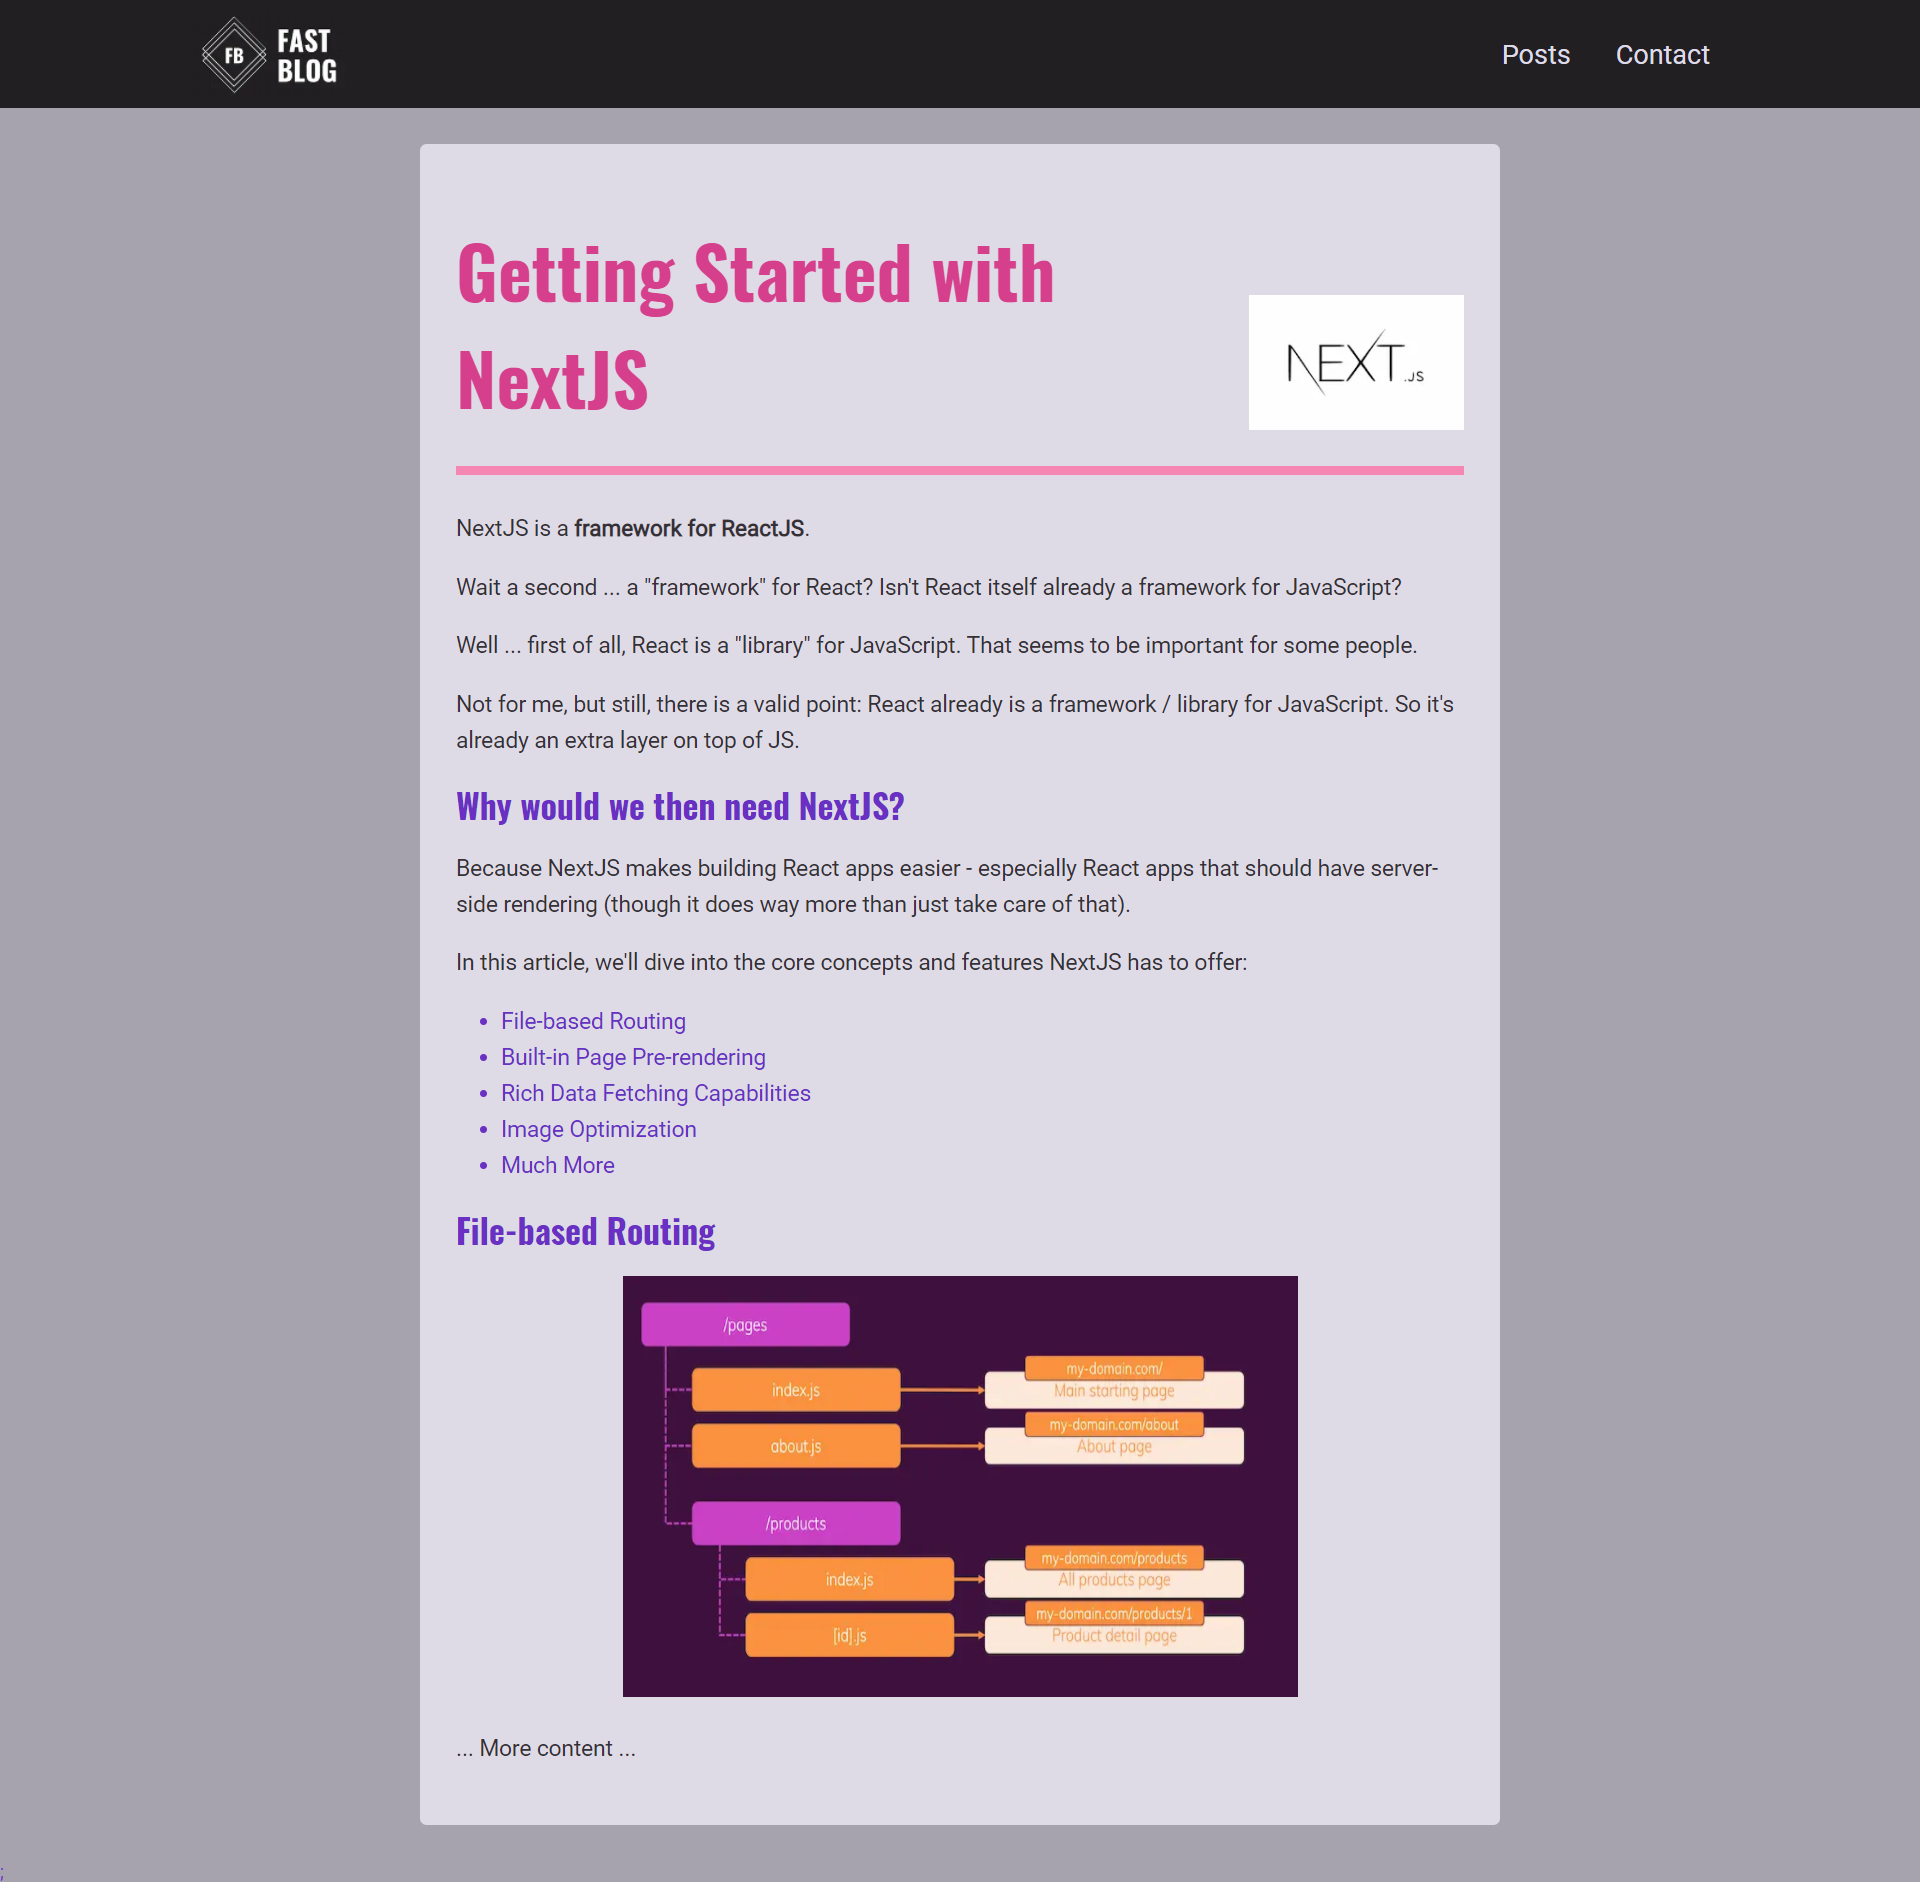 FB
FAST
BLOG
Posts
Contact
Getting Started with
NextJS
NEXT.JS
NextJS is a framework for ReactJS.
Wait a second ... a "framework" for React? Isn't React itself already a framework for JavaScript?
Well ... first of all, React is a "library" for JavaScript. That seems to be important for some people.
Not for me, but still, there is a valid point: React already is a framework / library for JavaScript. So it's
already an extra layer on top of JS.
Why would we then need NextJS?
Because NextJS makes building React apps easier - especially React apps that should have server-
side rendering (though it does way more than just take care of that).
In this article, we'll dive into the core concepts and features NextJS has to offer:
• File-based Routing
• Built-in Page Pre-rendering
• Rich Data Fetching Capabilities
• Image Optimization
• Much More
File-based Routing
/pages
index.js
my-domain.com/
Main starting page
about.js
my-domain.com/about
About page
/products
index.js
my-domain.com/products
All products page
[id].js
my-domain.com/products/1
Product detail page
... More content ...
;